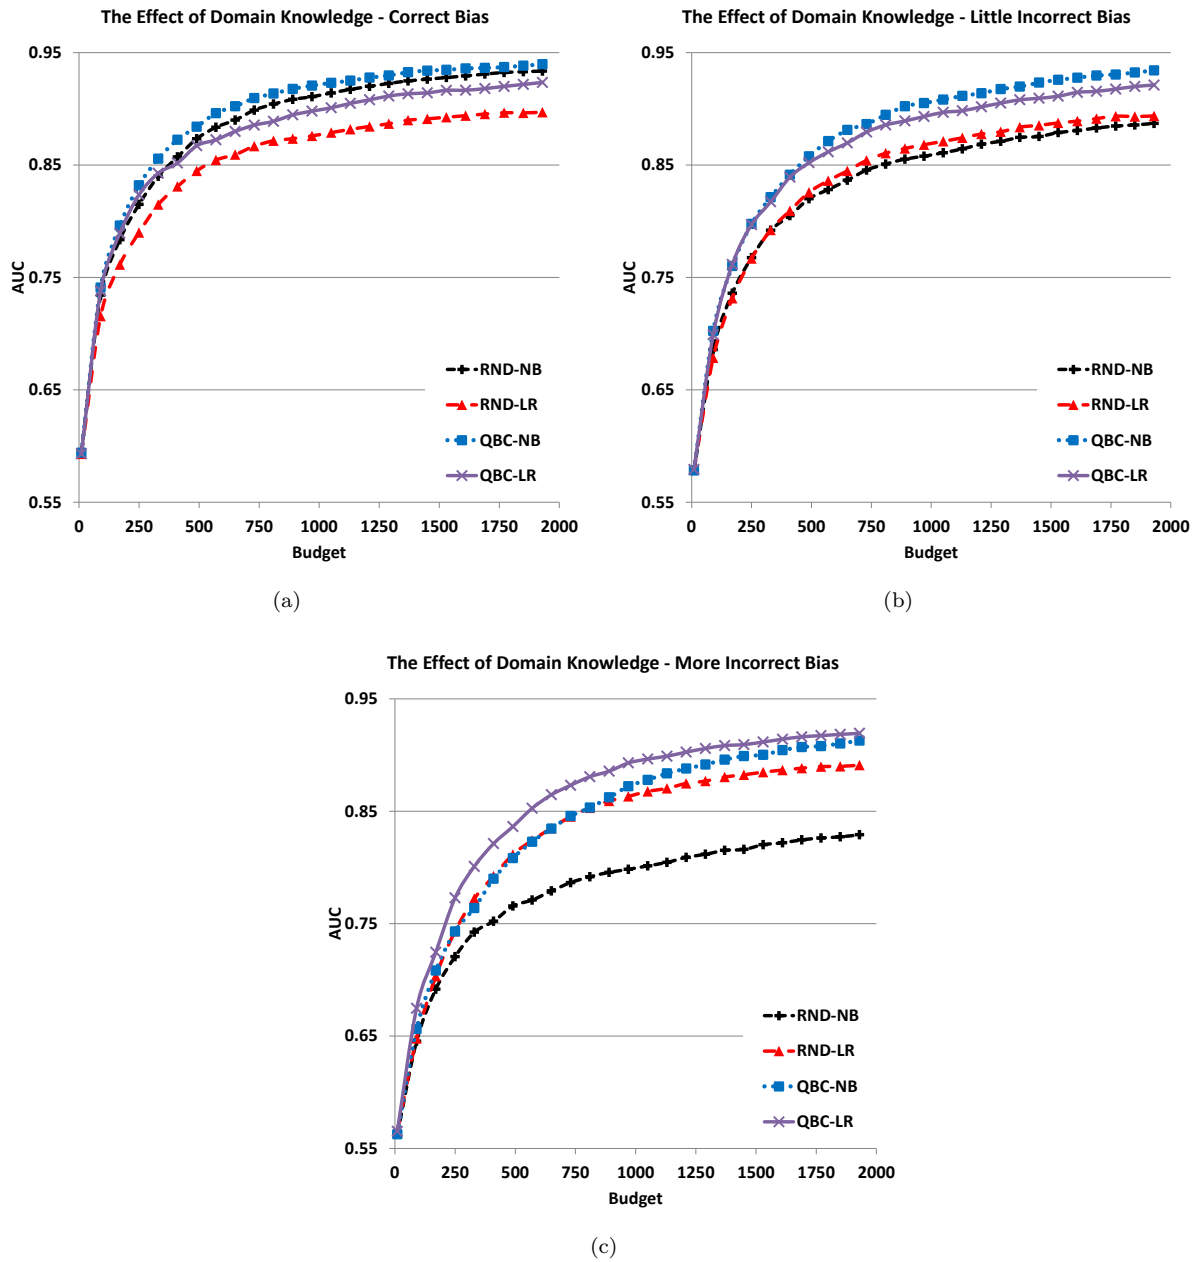 The Effect of Domain Knowledge - Correct Bias
0.95
0.85
0.75
0.65
0.55
AUC
0 250 500 750 1000 1250 1500 1750 2000
Budget
RND-NB
RND-LR
QBC-NB
QBC-LR
(a)
The Effect of Domain Knowledge - Little Incorrect Bias
0.95
0.85
0.75
0.65
0.55
AUC
0 250 500 750 1000 1250 1500 1750 2000
Budget
RND-NB
RND-LR
QBC-NB
QBC-LR
(b)
The Effect of Domain Knowledge - More Incorrect Bias
0.95
0.85
0.75
0.65
0.55
AUC
0 250 500 750 1000 1250 1500 1750 2000
Budget
RND-NB
RND-LR
QBC-NB
QBC-LR
(c)